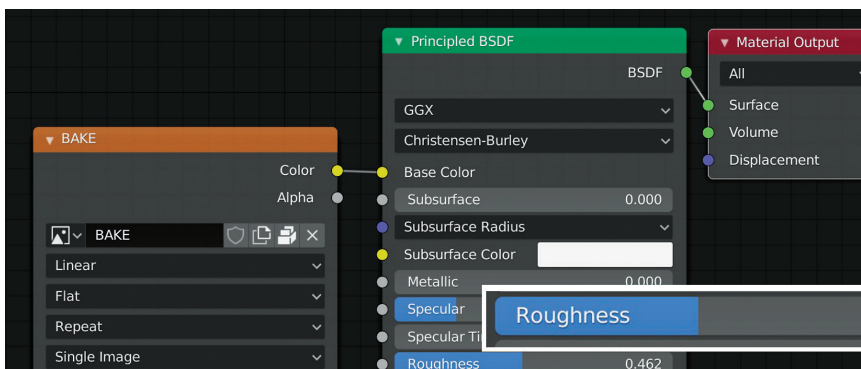 Principled BSDF
Material Output
BSDF
All
GGX
Surface
BAKE
Christensen-Burley
Volume
Color
Base Color
Displacement
Alpha
Subsurface 0.000
BAKE
Subsurface Radius
Linear
Subsurface Color
Flat
Metallic 0.000
Specular
Roughness
Repeat
Specular
Single Image
Roughness 0.462